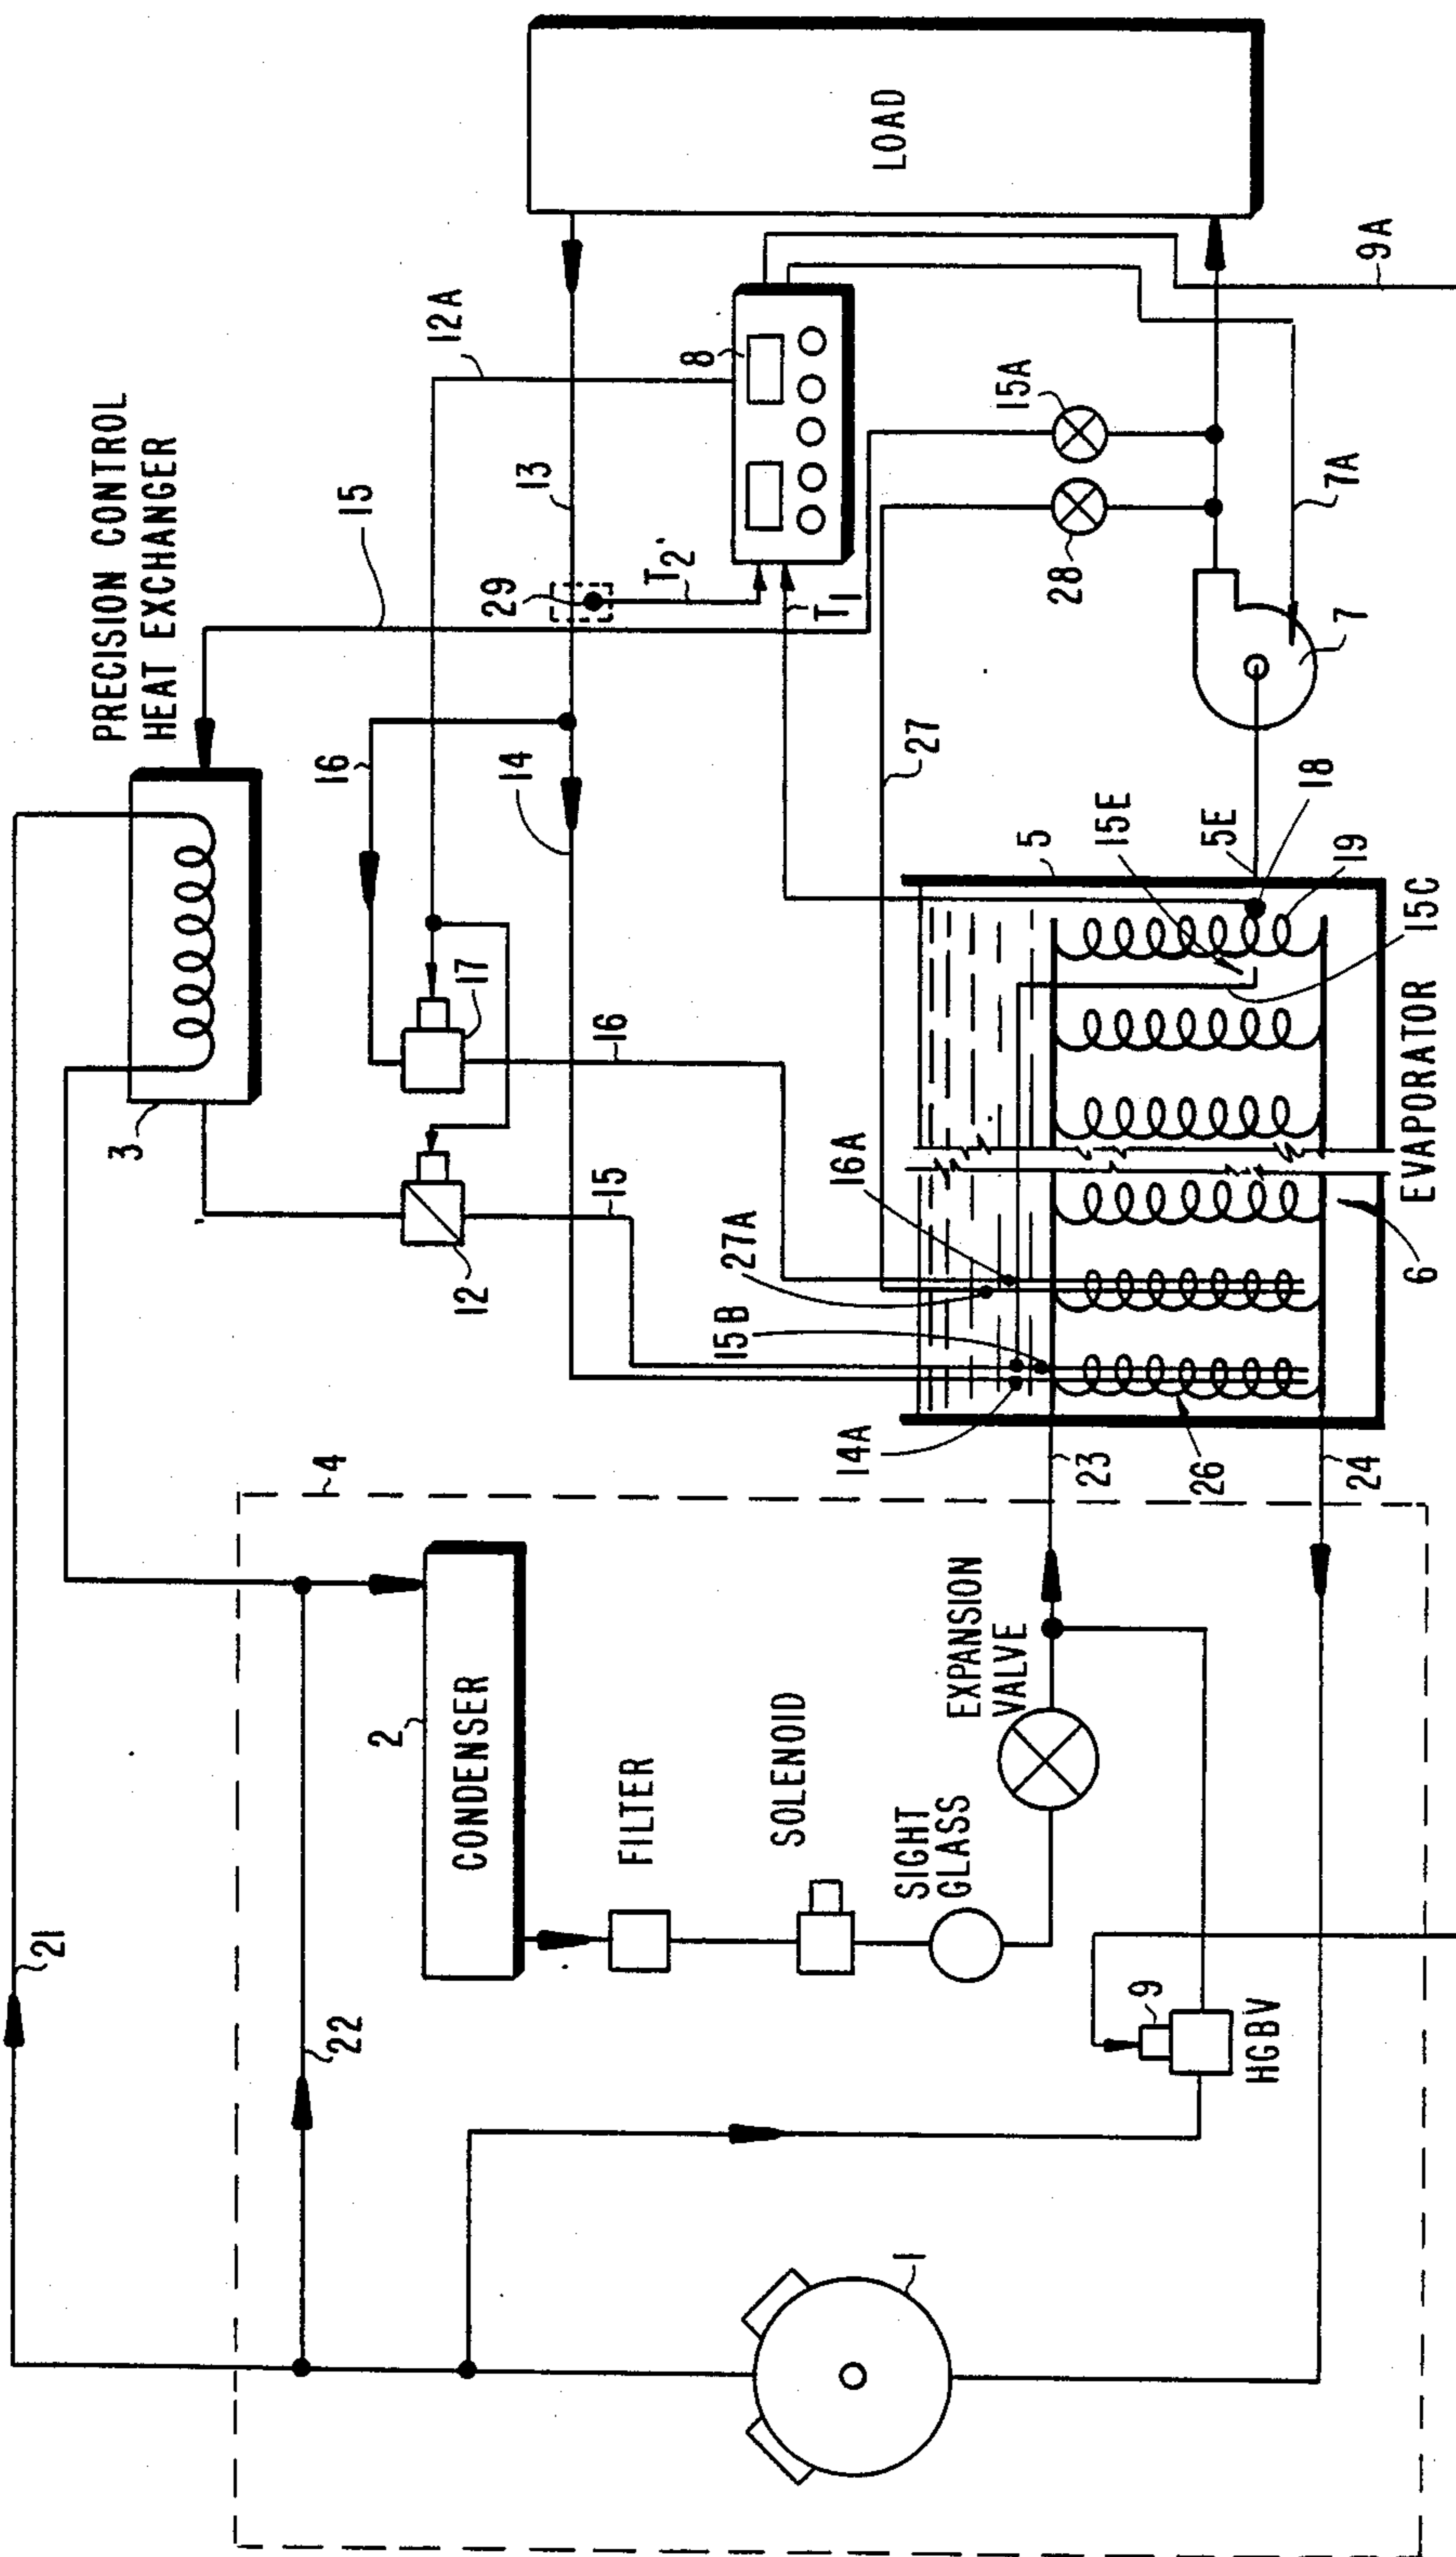 21
22
4
2
CONDENSER
FILTER
SOLENOID
SIGHT
GLASS
EXPANSION
VALVE
9
HGBV
1
23
24
PRECISION CONTROL
HEAT EXCHANGER
3
15
12
15
16
17
16
14
13
12A
29
T2'
T1
8
LOAD
15A
28
27
7
7A
9A
14A
15B
27A
16A
26
6
EVAPORATOR
5
15E
5E
18
19
15C